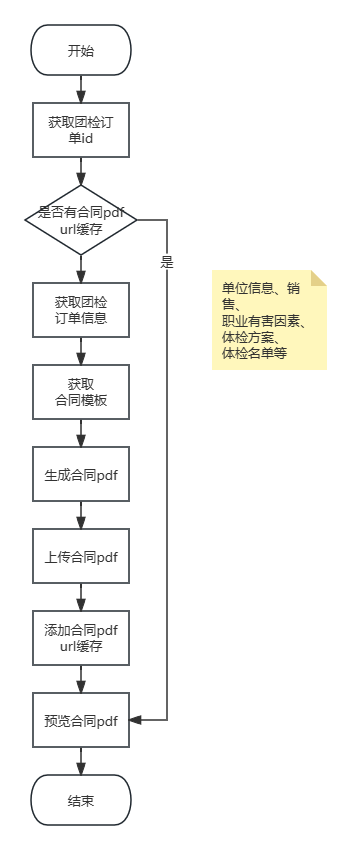 开始
获取团检订
单id
是否有合同pdf
url缓存
是
单位信息、销
售、
职业有害因素、
体检方案、
体检名单等
获取团检
订单信息
获取
合同模板
生成合同pdf
上传合同pdf
添加合同pdf
url缓存
预览合同pdf
结束